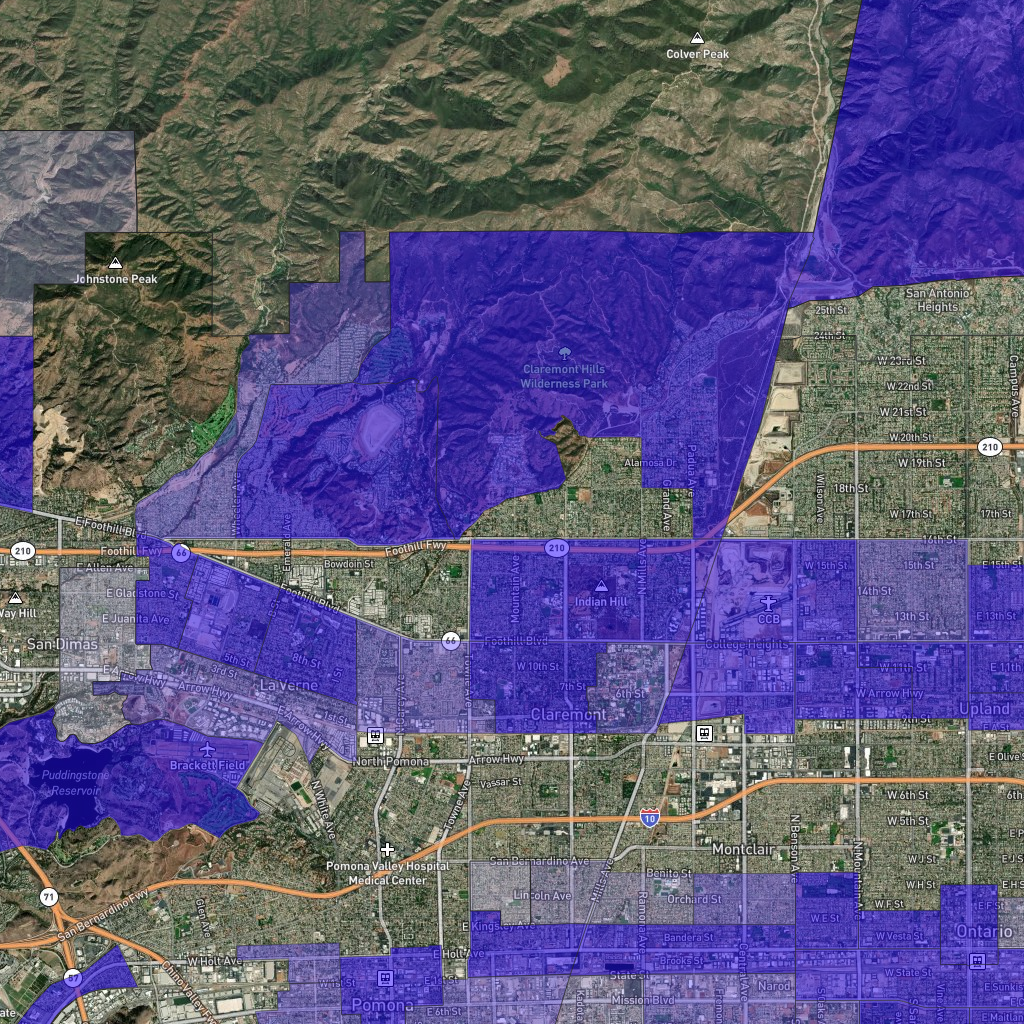 Colver Peak
Johnstone Peak
San Antonio
Heights
25th St
24th St
W 23rd St
Campus Ave
Claremont Hills
Wilderness Park
W 22nd St
W 21st St
W 20th St
210
Alamosa Dr
Padua Ave
W 19th St
Grand Ave
Wilson Ave
18th St
Wheeler Ave
Emerald Ave
W 17th St
17th St
E Foothill Blvd
16th St
210
Foothill Fwy
66
Foothill Fwy
210
Bowdoin St
E Allen Ave
Mountain Ave
W 15th St
15th St
E 15th St
E Gladstone St
Foothill Blvd
Indian Hill
14th St
Way Hill
CCB
13th St
E 13th St
E Juanita Ave
San Dimas
66
Foothill Blvd
College Heights
5th St
8th St
W 10th St
W 11th St
E 11th St
3rd St
7th St
6th St
La Verne
Arrow Hwy
W Arrow Hwy
1st St
E Arrow Hwy
Claremont
Upland
Brackett Field
North Pomona
Arrow Hwy
E Olive St
Puddingstone
Reservoir
Vassar St
N White Ave
Towne Ave
W 6th St
6th St
10
W 5th St
N Benson Ave
Montclair
Pomona Valley Hospital
Medical Center
San Bernardino Ave
W J St
E J St
Mills Ave
Benito St
N Mountain Ave
W H St
E H St
71
San Bernardino Fwy
Lincoln Ave
Orchard St
W F St
E F St
Glen Ave
E Kingsley Ave
Ramona Ave
W E St
Bandera St
W Vesta St
Ontario
W Holt Ave
E Holt Ave
Brooks St
Central Ave
57
Chino Valley Fwy
State St
W State St
Narod
E Sunkist
Vine Ave
Mission Blvd
Pomona
E 6th St
E Maitland